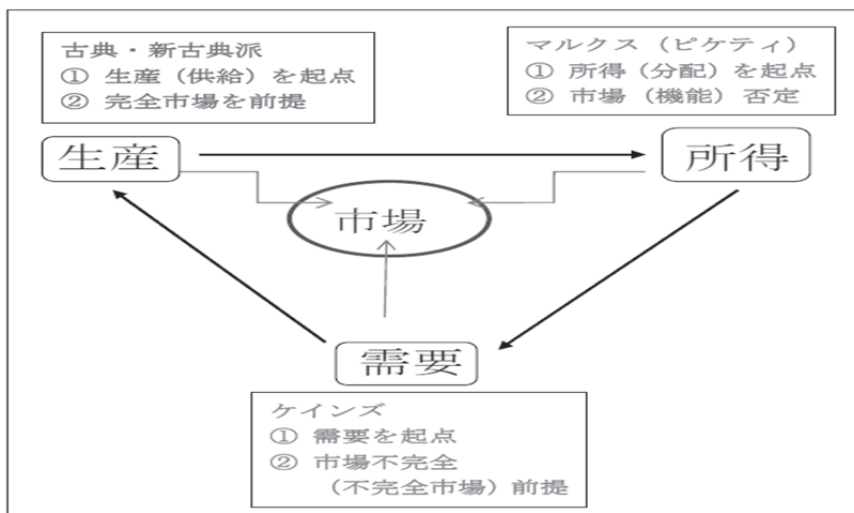 古典・新古典派
① 生産（供給）を起点
② 完全市場を前提
マルクス（ピケティ）
① 所得（分配）を起点
② 市場（機能）否定
生産
所得
市場
需要
ケインズ
① 需要を起点
② 市場不完全
（不完全市場）前提